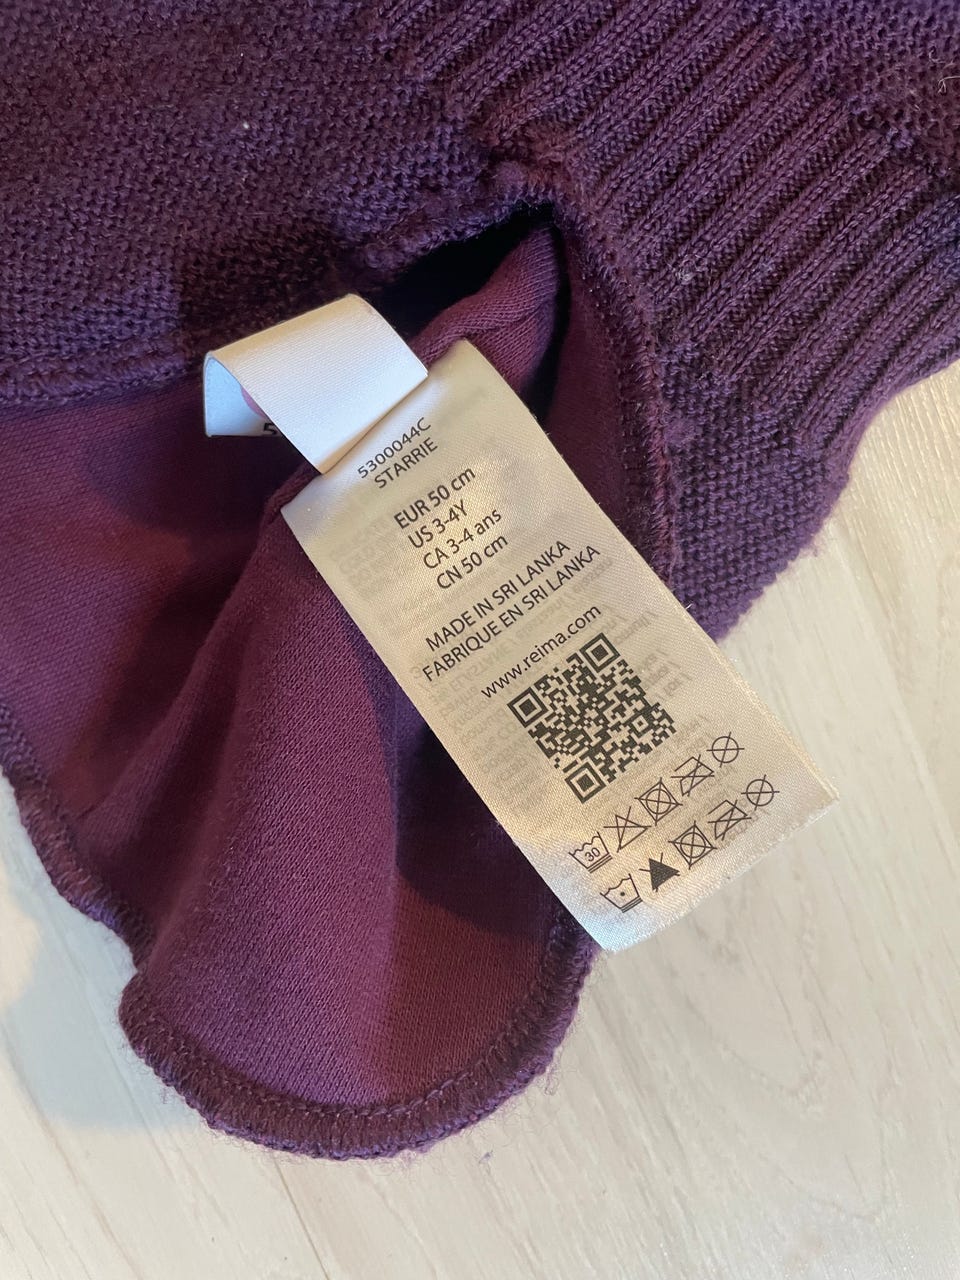 5300044C
STARRIE
EUR 50 cm
US 3-4Y
CA 3-4 ans
CN 50 cm
MADE IN SRI LANKA
FABRIQUE EN SRI LANKA
www.reima.com
30